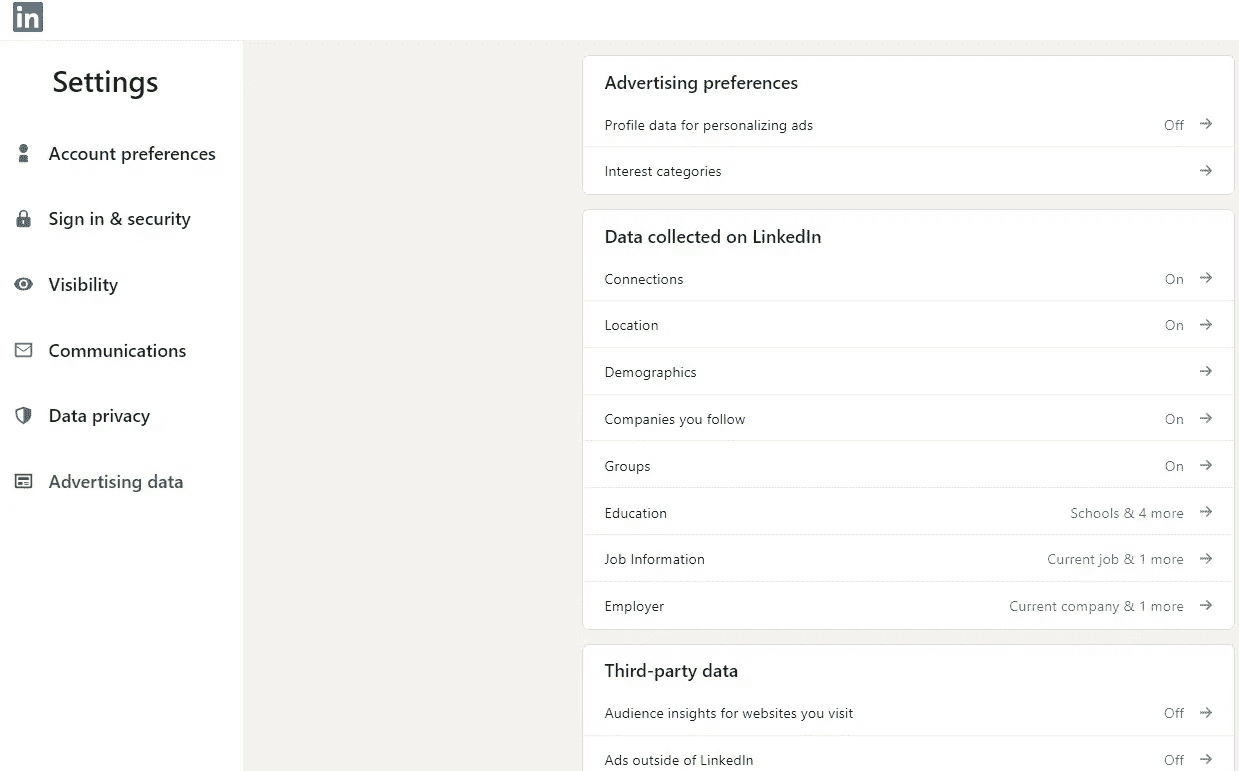 in
Settings
Account preferences
Sign in & security
Visibility
Communications
Data privacy
Advertising data
Advertising preferences
Profile data for personalizing ads Off
Interest categories
Data collected on LinkedIn
Connections On
Location On
Demographics
Companies you follow On
Groups On
Education Schools & 4 more
Job Information Current job & 1 more
Employer Current company & 1 more
Third-party data
Audience insights for websites you visit Off
Ads outside of LinkedIn Off